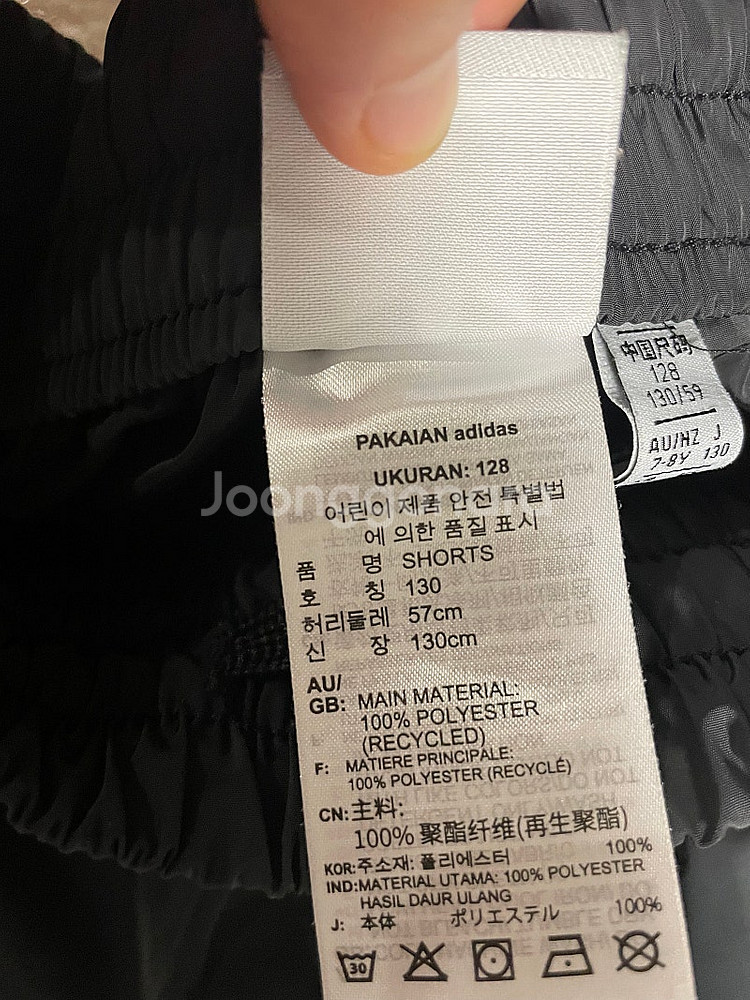 PAKAIAN adidas
UKURAN: 128
어린이제품 안전 특별법
에 의한 품질 표시
품 명 SHORTS
호 칭 130
허리둘레 57cm
신 장 130cm
AU/
GB: MAIN MATERIAL:
100% POLYESTER
(RECYCLED)
F: MATIERE PRINCIPALE:
100% POLYESTER (RECYCLÉ)
CN:主料:
100% 聚酯纤维(再生聚酯)
KOR:주소재: 폴리에스터 100%
IND:MATERIAL UTAMA: 100% POLYESTER
HASIL DAUR ULANG
J: 本体 ポリエステル 100%
30
中国尺码
128
130/59
AU/NZ J
7-8Y 130